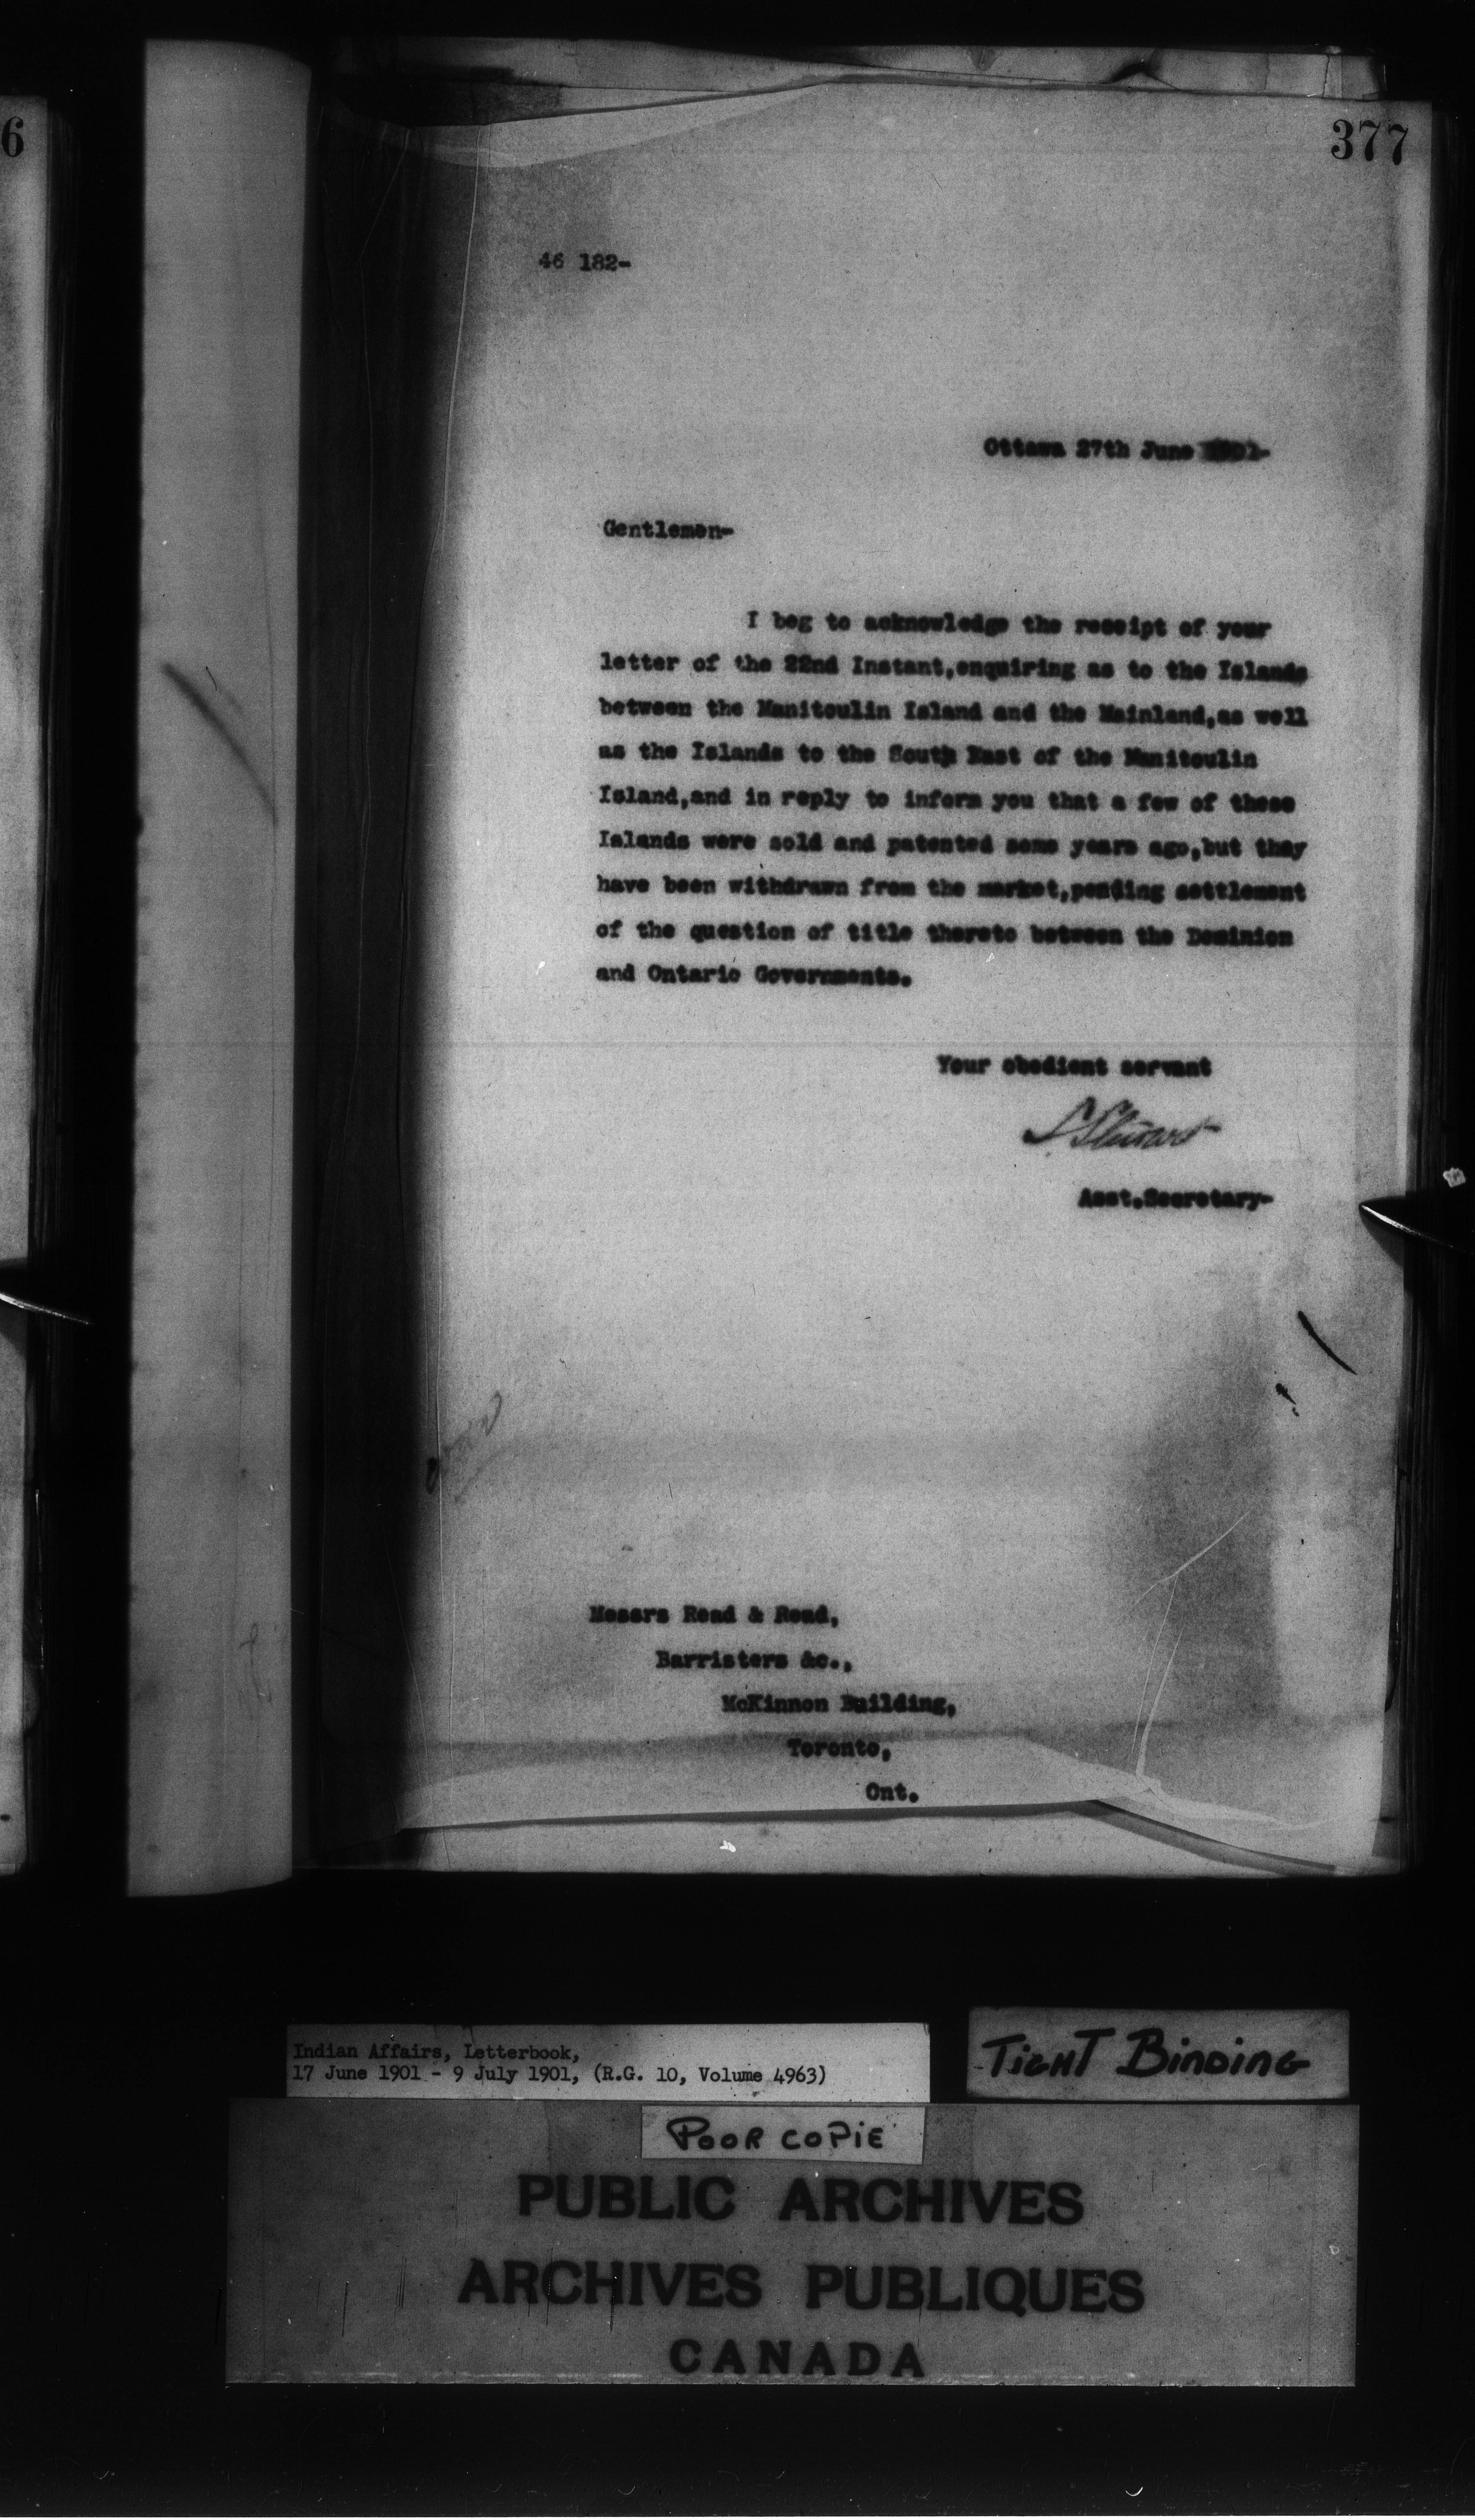 6
377
46 182-
Ottawa 27th June 1901-
Gentlemen-
I beg to acknowledge the receipt of your
letter of the 22nd Instant,enquiring as to the Islands
between the Manitoulin Island and the Mainland,as well
as the Islands to the South East of the Manitoulin
Island,and in reply to inform you that a few of these
Islands were sold and patented some years ago,but they
have been withdrawn from the market,pending settlement
of the question of title thereto between the Dominion
and Ontario Governments.
Your obedient servant
S. Stewart
Asst.Secretary-
Messrs Read & Read,
Barristers &c.,
McKinnon Building,
Toronto,
Ont.
Indian Affairs, Letterbook,
17 June 1901 - 9 July 1901, (R.G. 10, Volume 4963)
TIGHT BINDING
POOR COPIE
PUBLIC ARCHIVES
ARCHIVES PUBLIQUES
CANADA